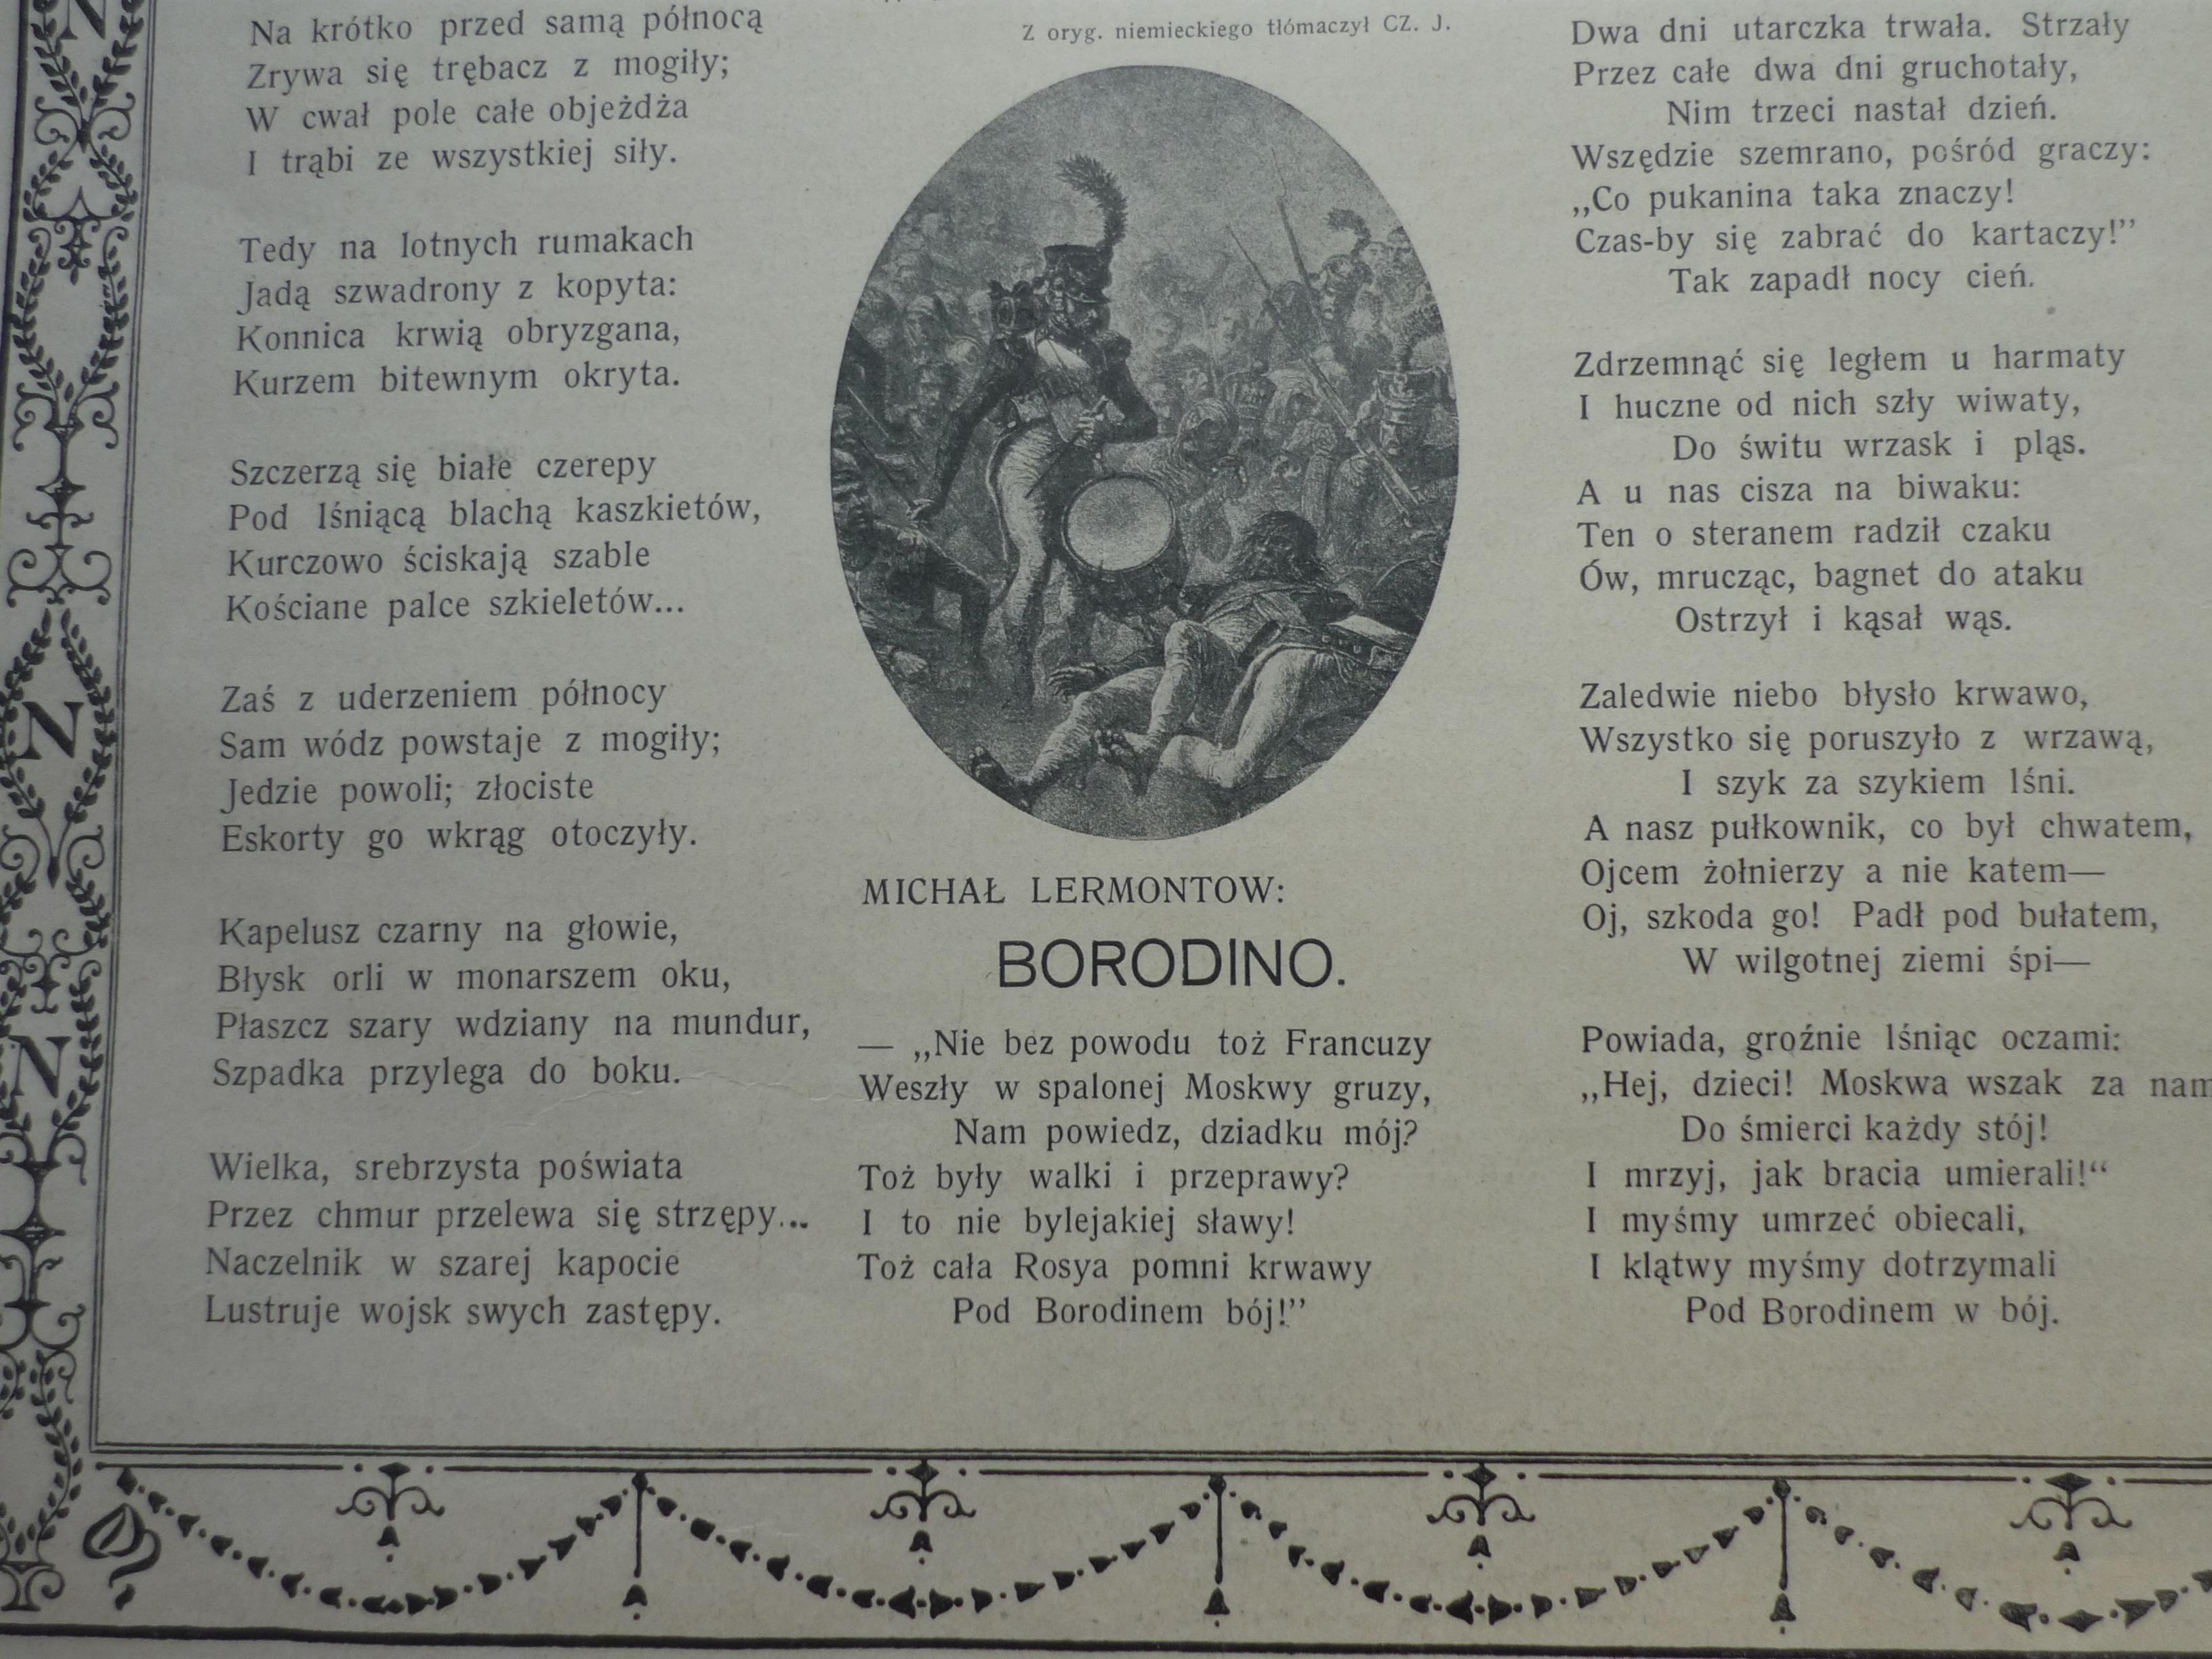 Na krótko przed samą północą
Zrywa się trębacz z mogiły;
W cwał pole całe objeżdża
I trąbi ze wszystkiej siły.
Tedy na lotnych rumakach
Jadą szwadrony z kopyta:
Konnica krwią obryzgana,
Kurzem bitewnym okryta.
Szczerzą się białe czerepy
Pod lśniącą blachą kaszkietów,
Kurczowo ściskają szable
Kościane palce szkieletów...
Zaś z uderzeniem północy
Sam wódz powstaje z mogiły;
Jedzie powoli; złociste
Eskorty go wkrąg otoczyły.
Kapelusz czarny na głowie,
Błysk orli w monarszem oku,
Płaszcz szary wdziany na mundur,
Szpadka przylega do boku.
Wielka, srebrzysta poświata
Przez chmur przelewa się strzępy...
Naczelnik w szarej kapocie
Lustruje wojsk swych zastępy.
Z oryg. niemieckiego tłómaczył CZ. J.
MICHAŁ LERMONTOW:
BORODINO.
— „Nie bez powodu toż Francuzy
Weszły w spalonej Moskwy gruzy,
Nam powiedz, dziadku mój?
Toż były walki i przeprawy?
I to nie bylejakiej sławy!
Toż cała Rosya pomni krwawy
Pod Borodinem bój!”
Dwa dni utarczka trwała. Strzały
Przez całe dwa dni gruchotały,
Nim trzeci nastał dzień.
Wszędzie szemrano, pośród graczy:
„Co pukanina taka znaczy!
Czas-by się zabrać do kartaczy!”
Tak zapadł nocy cień.
Zdrzemnąć się ległem u harmaty
I huczne od nich szły wiwaty,
Do świtu wrzask i pląs.
A u nas cisza na biwaku:
Ten o steranem radził czaku
Ów, mrucząc, bagnet do ataku
Ostrzył i kąsał wąs.
Zaledwie niebo błysło krwawo,
Wszystko się poruszyło z wrzawą,
I szyk za szykiem lśni.
A nasz pułkownik, co był chwatem,
Ojcem żołnierzy a nie katem—
Oj, szkoda go! Padł pod bułatem,
W wilgotnej ziemi śpi—
Powiada, groźnie lśniąc oczami:
„Hej, dzieci! Moskwa wszak za nam
Do śmierci każdy stój!
I mrzyj, jak bracia umierali!“
I myśmy umrzeć obiecali,
I klątwy myśmy dotrzymali
Pod Borodinem w bój.
N
N
N